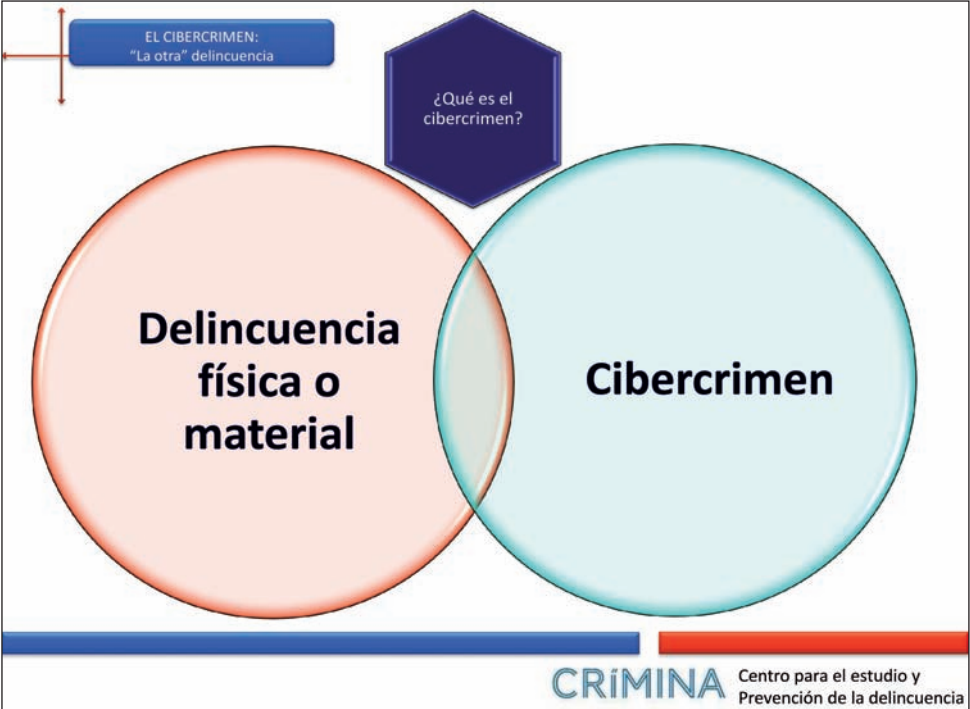 EL CIBERCRIMEN:
“La otra” delincuencia
¿Qué es el
cibercrimen?
Delincuencia
física o
material
Cibercrimen
CRÍMINA
Centro para el estudio y
Prevención de la delincuencia